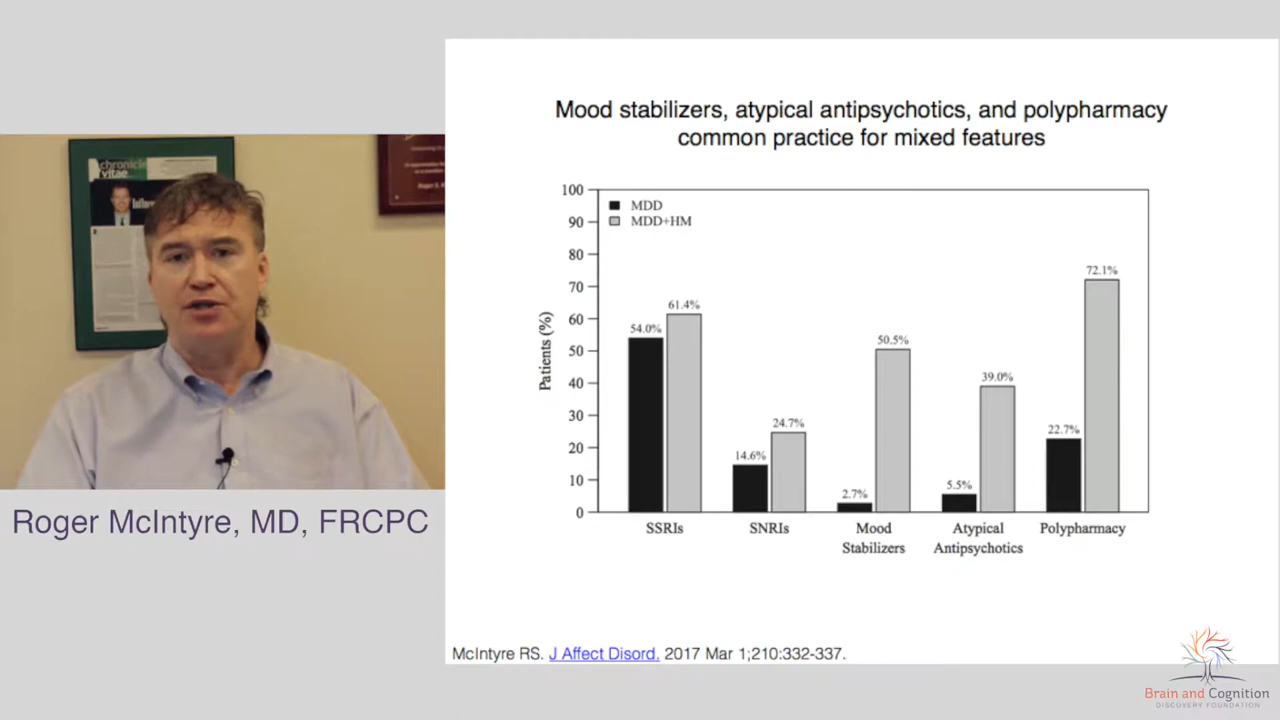 Mood stabilizers, atypical antipsychotics, and polypharmacy
common practice for mixed features
chronicle
vitae
100
90
80
70
60
50
40
30
20
10
0
Patients (%)
MDD
MDD+HM
54.0%
61.4%
14.6%
24.7%
2.7%
50.5%
5.5%
39.0%
22.7%
72.1%
SSRIs
SNRIs
Mood
Stabilizers
Atypical
Antipsychotics
Polypharmacy
Roger McIntyre, MD, FRCPC
McIntyre RS. J Affect Disord. 2017 Mar 1;210:332-337.
Brain and Cognition
DISCOVERY FOUNDATION